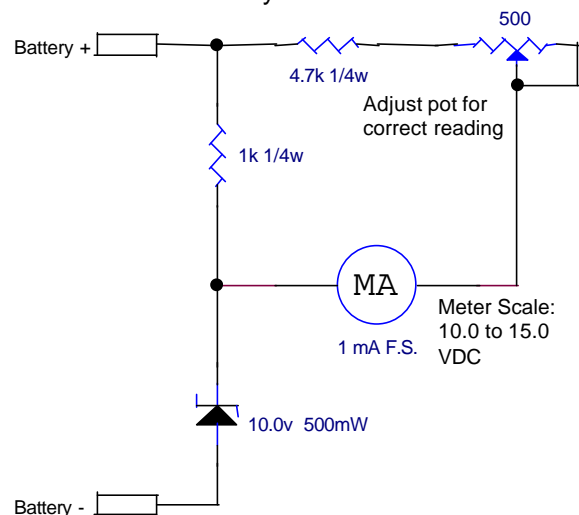 500
Battery +
4.7k 1/4w
Adjust pot for
correct reading
1k 1/4w
MA
Meter Scale:
10.0 to 15.0
VDC
1 mA F.S.
10.0v 500mW
Battery -